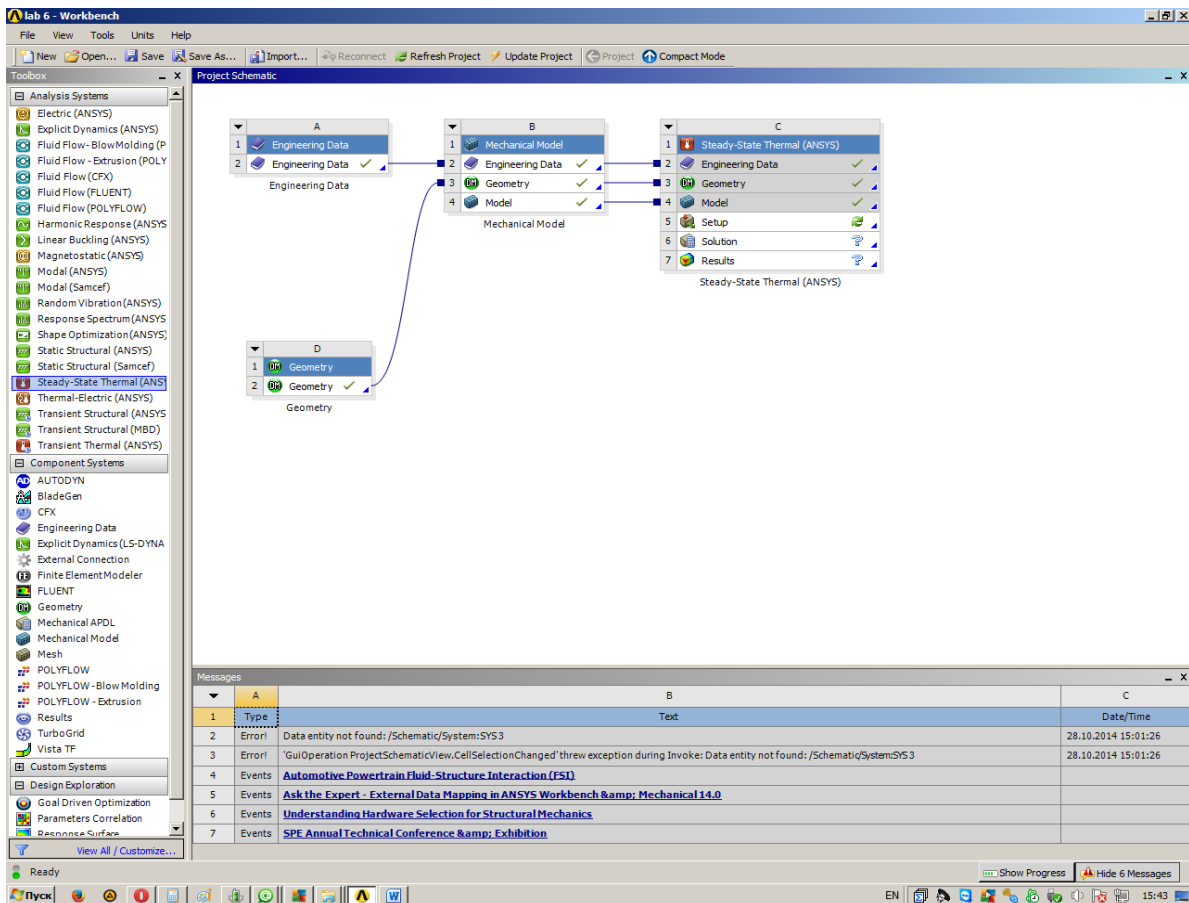 lab 6 - Workbench
File View Tools Units Help
New Open... Save Save As... Import... Reconnect Refresh Project Update Project Project Compact Mode
Toolbox
Analysis Systems
Electric (ANSYS)
Explicit Dynamics (ANSYS)
Fluid Flow- BlowMolding (P
Fluid Flow - Extrusion (POLY
Fluid Flow (CFX)
Fluid Flow (FLUENT)
Fluid Flow (POLYFLOW)
Harmonic Response (ANSYS
Linear Buckling (ANSYS)
Magnetostatic (ANSYS)
Modal (ANSYS)
Modal (Samcef)
Random Vibration (ANSYS)
Response Spectrum (ANSYS
Shape Optimization (ANSYS)
Static Structural (ANSYS)
Static Structural (Samcef)
Steady-State Thermal (ANSY
Thermal-Electric (ANSYS)
Transient Structural (ANSYS
Transient Structural (MBD)
Transient Thermal (ANSYS)
Component Systems
AUTODYN
BladeGen
CFX
Engineering Data
Explicit Dynamics (LS-DYNA
External Connection
Finite Element Modeler
FLUENT
Geometry
Mechanical APDL
Mechanical Model
Mesh
POLYFLOW
POLYFLOW - Blow Molding
POLYFLOW - Extrusion
Results
TurboGrid
Vista TF
Custom Systems
Design Exploration
Goal Driven Optimization
Parameters Correlation
Response Surface
View All / Customize...
Project Schematic
A
1 Engineering Data
2 Engineering Data
Engineering Data
B
1 Mechanical Model
2 Engineering Data
3 Geometry
4 Model
Mechanical Model
C
1 Steady-State Thermal (ANSYS)
2 Engineering Data
3 Geometry
4 Model
5 Setup
6 Solution
7 Results
Steady-State Thermal (ANSYS)
D
1 Geometry
2 Geometry
Geometry
Messages
A B C
1 Type Text Date/Time
2 Error! Data entity not found: /Schematic/System:SYS 3 28.10.2014 15:01:26
3 Error! 'GuiOperation ProjectSchematicView.CellSelectionChanged' threw exception during Invoke: Data entity not found: /Schematic/System:SYS 3 28.10.2014 15:01:26
4 Events Automotive Powertrain Fluid-Structure Interaction (FSI)
5 Events Ask the Expert - External Data Mapping in ANSYS Workbench &amp; Mechanical 14.0
6 Events Understanding Hardware Selection for Structural Mechanics
7 Events SPE Annual Technical Conference &amp; Exhibition
Ready Show Progress Hide 6 Messages
Пуск EN 15:43